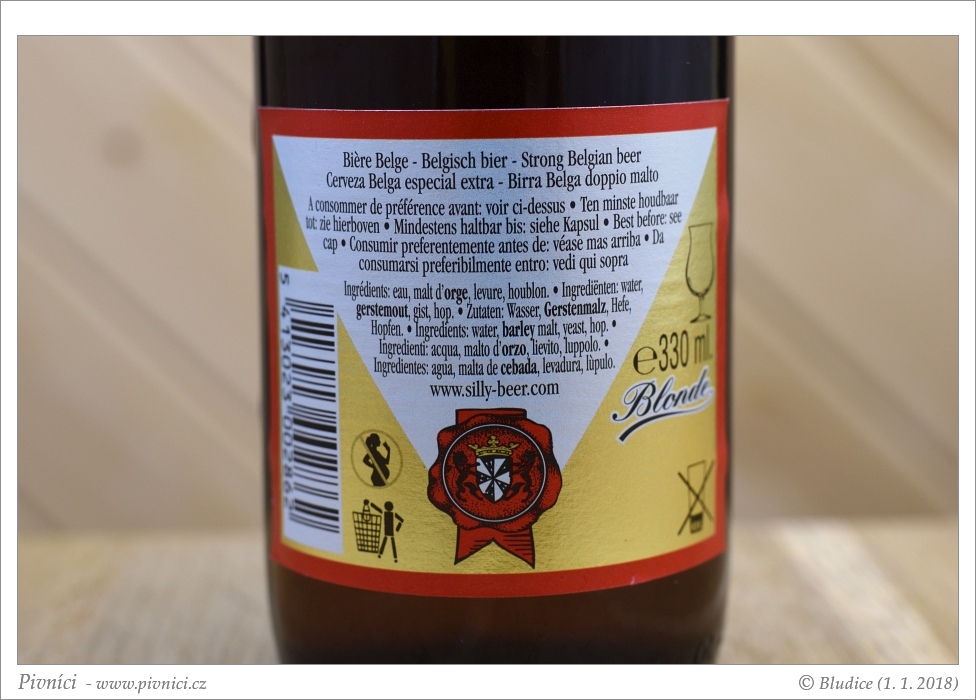 Bière Belge - Belgisch bier - Strong Belgian beer
Cerveza Belga especial extra - Birra Belga doppio malto
A consommer de préférence avant: voir ci-dessus • Ten minste houdbaar
tot: zie hierboven • Mindestens haltbar bis: siehe Kapsul • Best before: see
cap • Consumir preferentemente antes de: véase mas arriba • Da
consumarsi preferibilmente entro: vedi qui sopra
Ingrédients: eau, malt d'orge, levure, houblon. • Ingrediënten: water,
gerstemout, gist, hop. • Zutaten: Wasser, Gerstenmalz, Hefe,
Hopfen. • Ingredients: water, barley malt, yeast, hop. •
Ingredienti: acqua, malto d'orzo, lievito, luppolo. •
Ingredientes: agua, malta de cebada, levadura, lùpulo.
www.silly-beer.com
℮330 ml.
Blonde
5 413023 00286
Pivníci - www.pivnici.cz
© Bludice (1. 1. 2018)